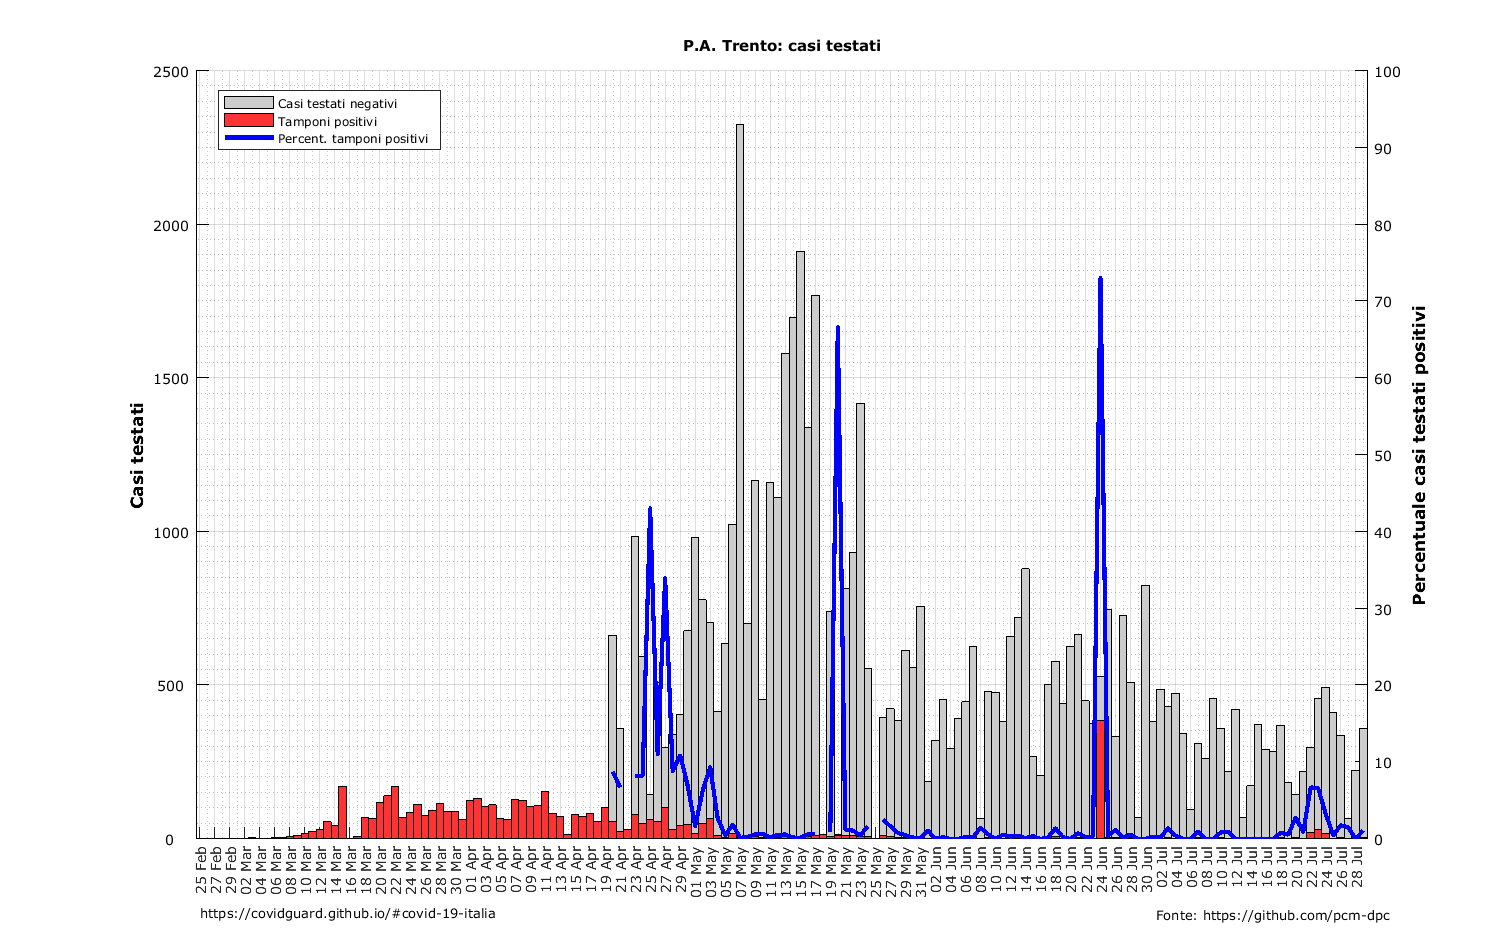 P.A. Trento: casi testati
2500
2000
1500
1000
500
0
Casi testati
Casi testati negativi
Tamponi positivi
Percent. tamponi positivi
100
90
80
70
60
50
40
30
20
10
0
Percentuale casi testati positivi
25 Feb
27 Feb
29 Feb
02 Mar
04 Mar
06 Mar
08 Mar
10 Mar
12 Mar
14 Mar
16 Mar
18 Mar
20 Mar
22 Mar
24 Mar
26 Mar
28 Mar
30 Mar
01 Apr
03 Apr
05 Apr
07 Apr
09 Apr
11 Apr
13 Apr
15 Apr
17 Apr
19 Apr
21 Apr
23 Apr
25 Apr
27 Apr
29 Apr
01 May
03 May
05 May
07 May
09 May
11 May
13 May
15 May
17 May
19 May
21 May
23 May
25 May
27 May
29 May
31 May
02 Jun
04 Jun
06 Jun
08 Jun
10 Jun
12 Jun
14 Jun
16 Jun
18 Jun
20 Jun
22 Jun
24 Jun
26 Jun
28 Jun
30 Jun
02 Jul
04 Jul
06 Jul
08 Jul
10 Jul
12 Jul
14 Jul
16 Jul
18 Jul
20 Jul
22 Jul
24 Jul
26 Jul
28 Jul
https://covidguard.github.io/#covid-19-italia
Fonte: https://github.com/pcm-dpc